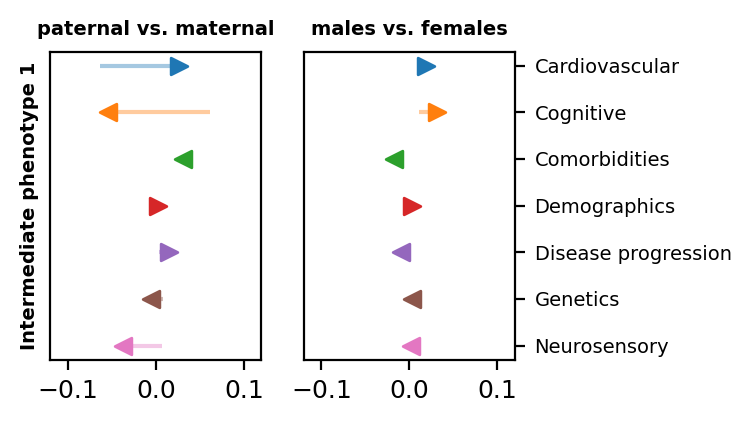 paternal vs. maternal
males vs. females
Intermediate phenotype 1
Cardiovascular
Cognitive
Comorbidities
Demographics
Disease progression
Genetics
Neurosensory
−0.1 0.0 0.1
−0.1 0.0 0.1